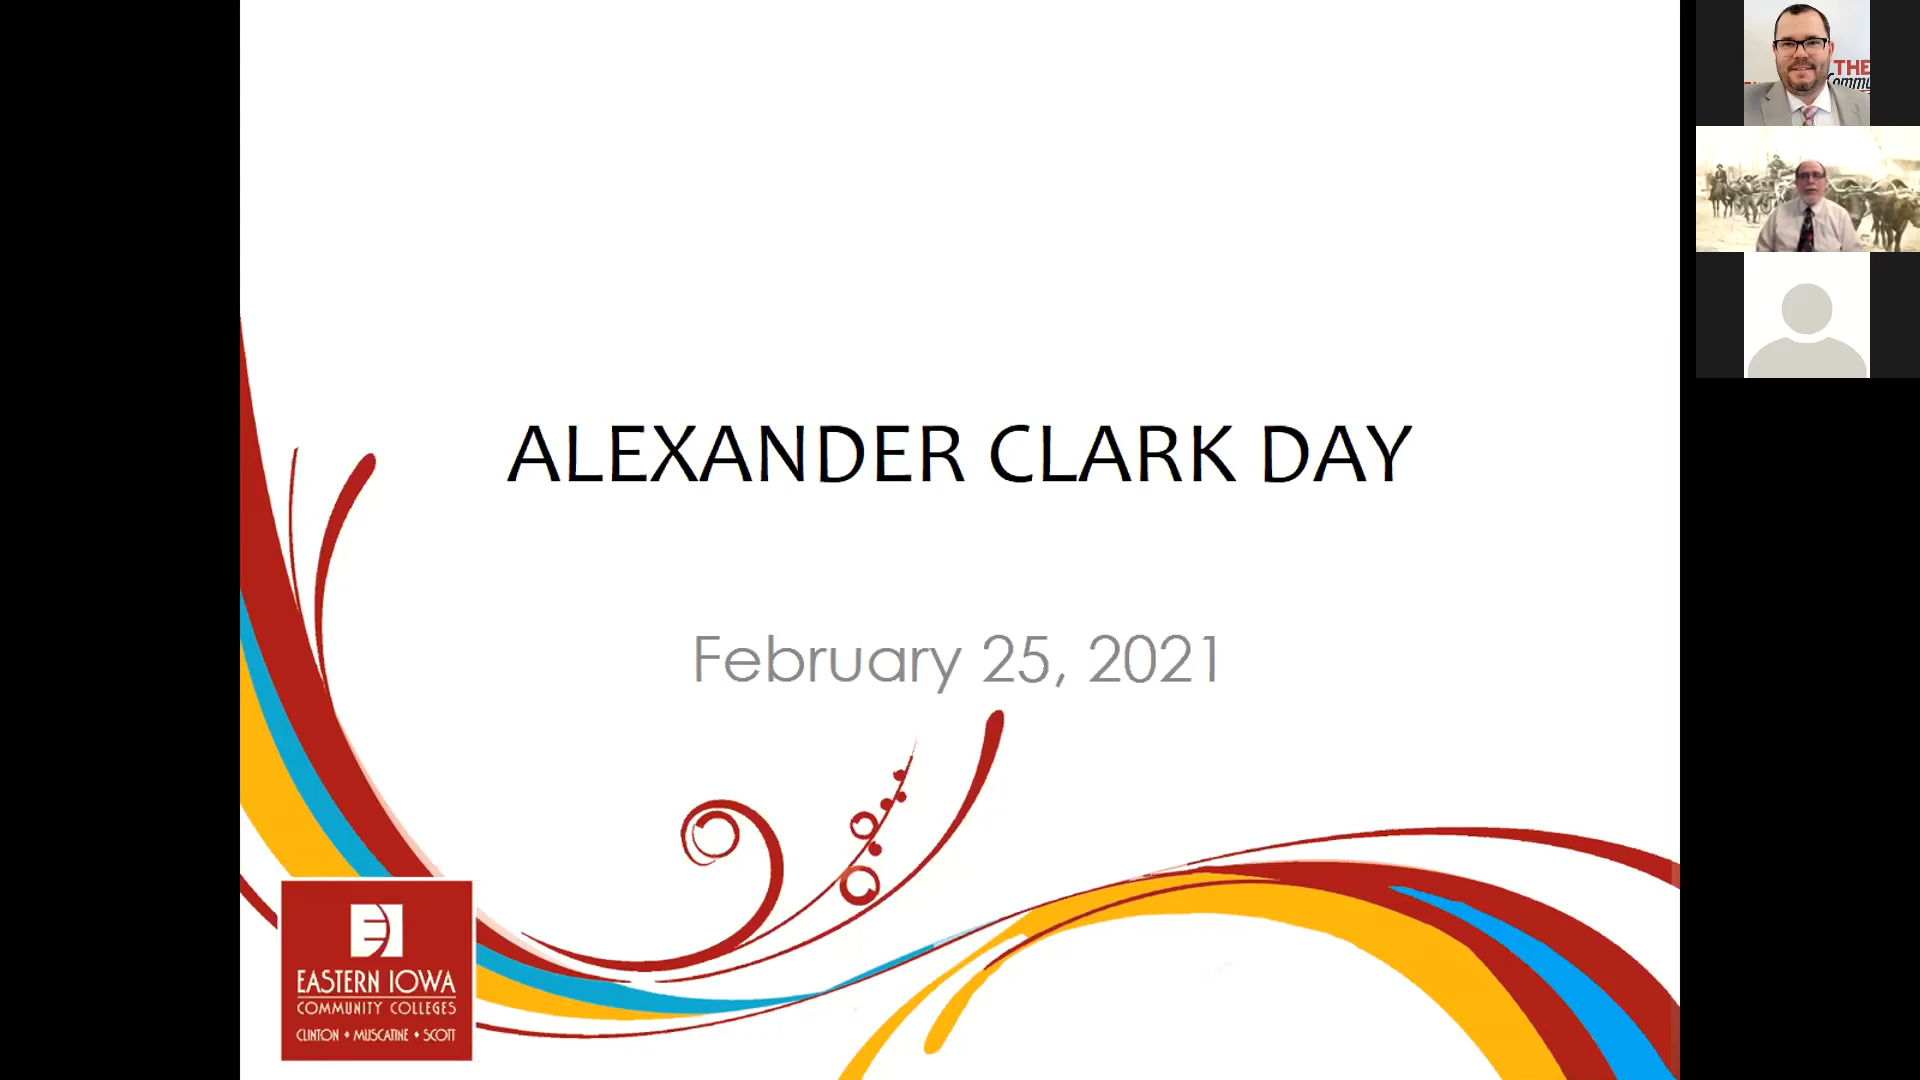 ALEXANDER CLARK DAY
February 25, 2021
EASTERN IOWA
COMMUNITY COLLEGES
CLINTON • MUSCATINE • SCOTT
THE